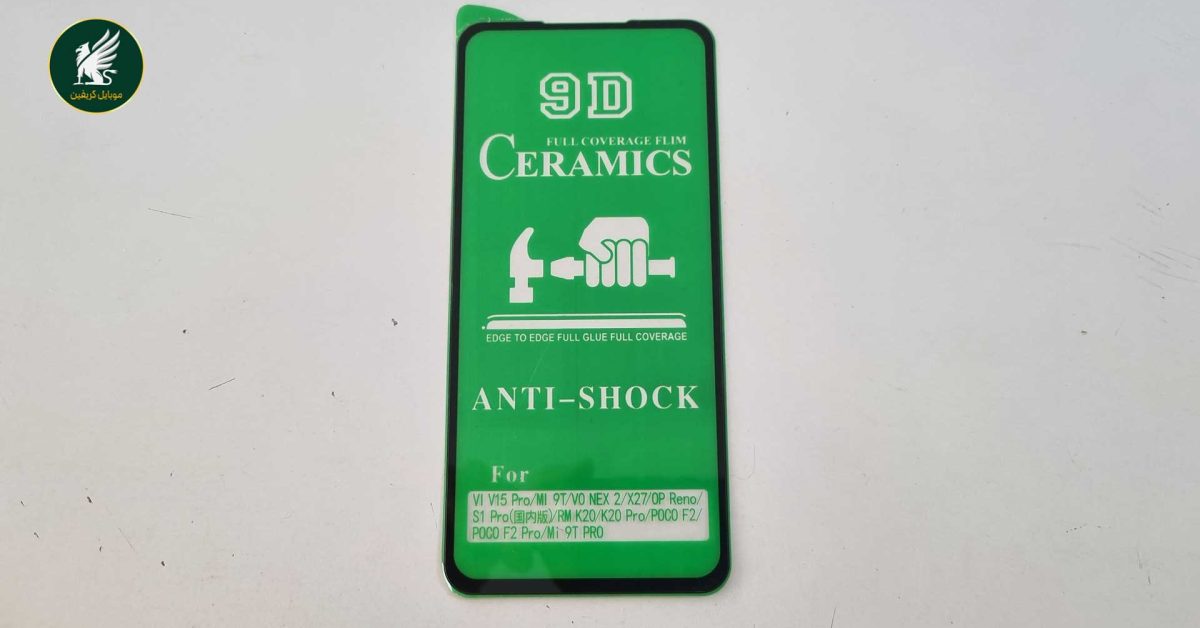 موبایل گریفین
9D
FULL COVERAGE FLIM
CERAMICS
EDGE TO EDGE FULL GLUE FULL COVERAGE
ANTI-SHOCK
For
VI V15 Pro/MI 9T/VO NEX 2/X27/OP Reno/
S1 Pro(国内版)/RM K20/K20 Pro/POCO F2/
POCO F2 Pro/Mi 9T PRO